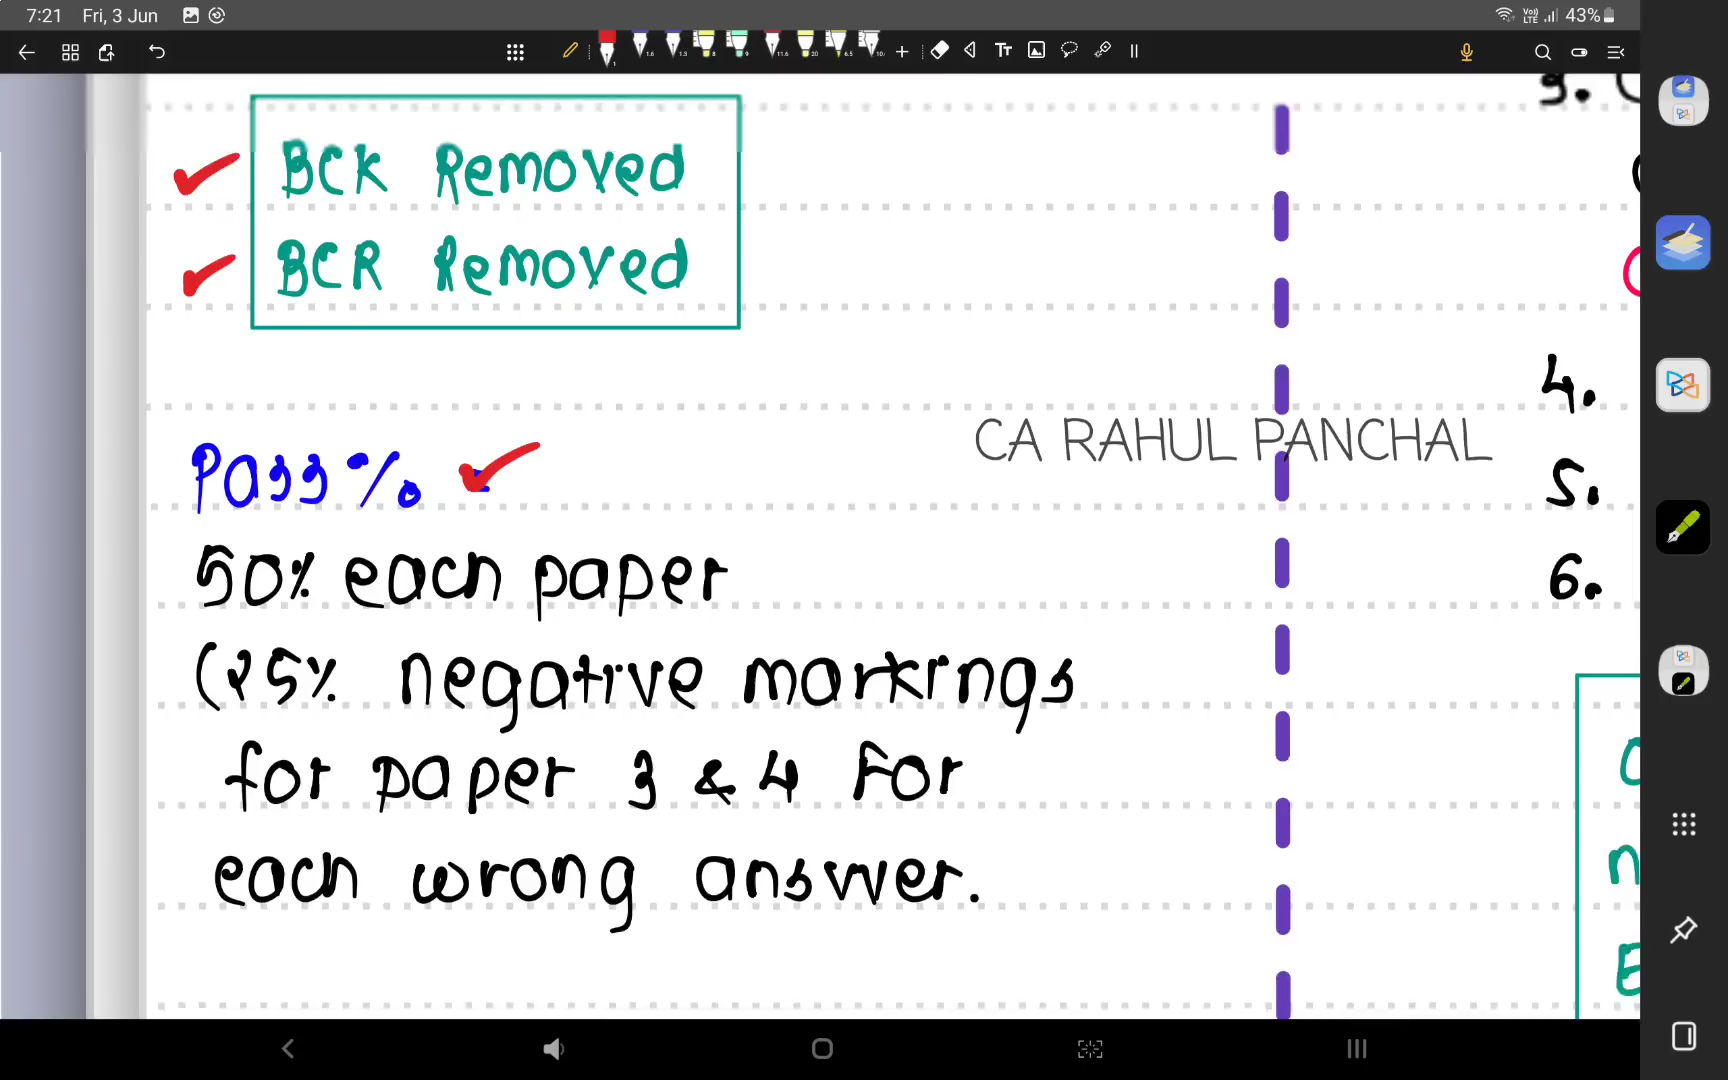 7:21 Fri, 3 Jun
43%
BCK Removed
BCR Removed
Pass %
CA RAHUL PANCHAL
50% each paper
(25% negative markings
for paper 3 & 4 For
each wrong answer.
3.
4.
5.
6.